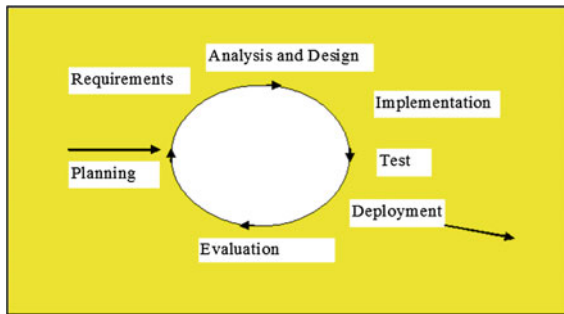 Analysis and Design
Requirements
Implementation
Test
Planning
Deployment
Evaluation